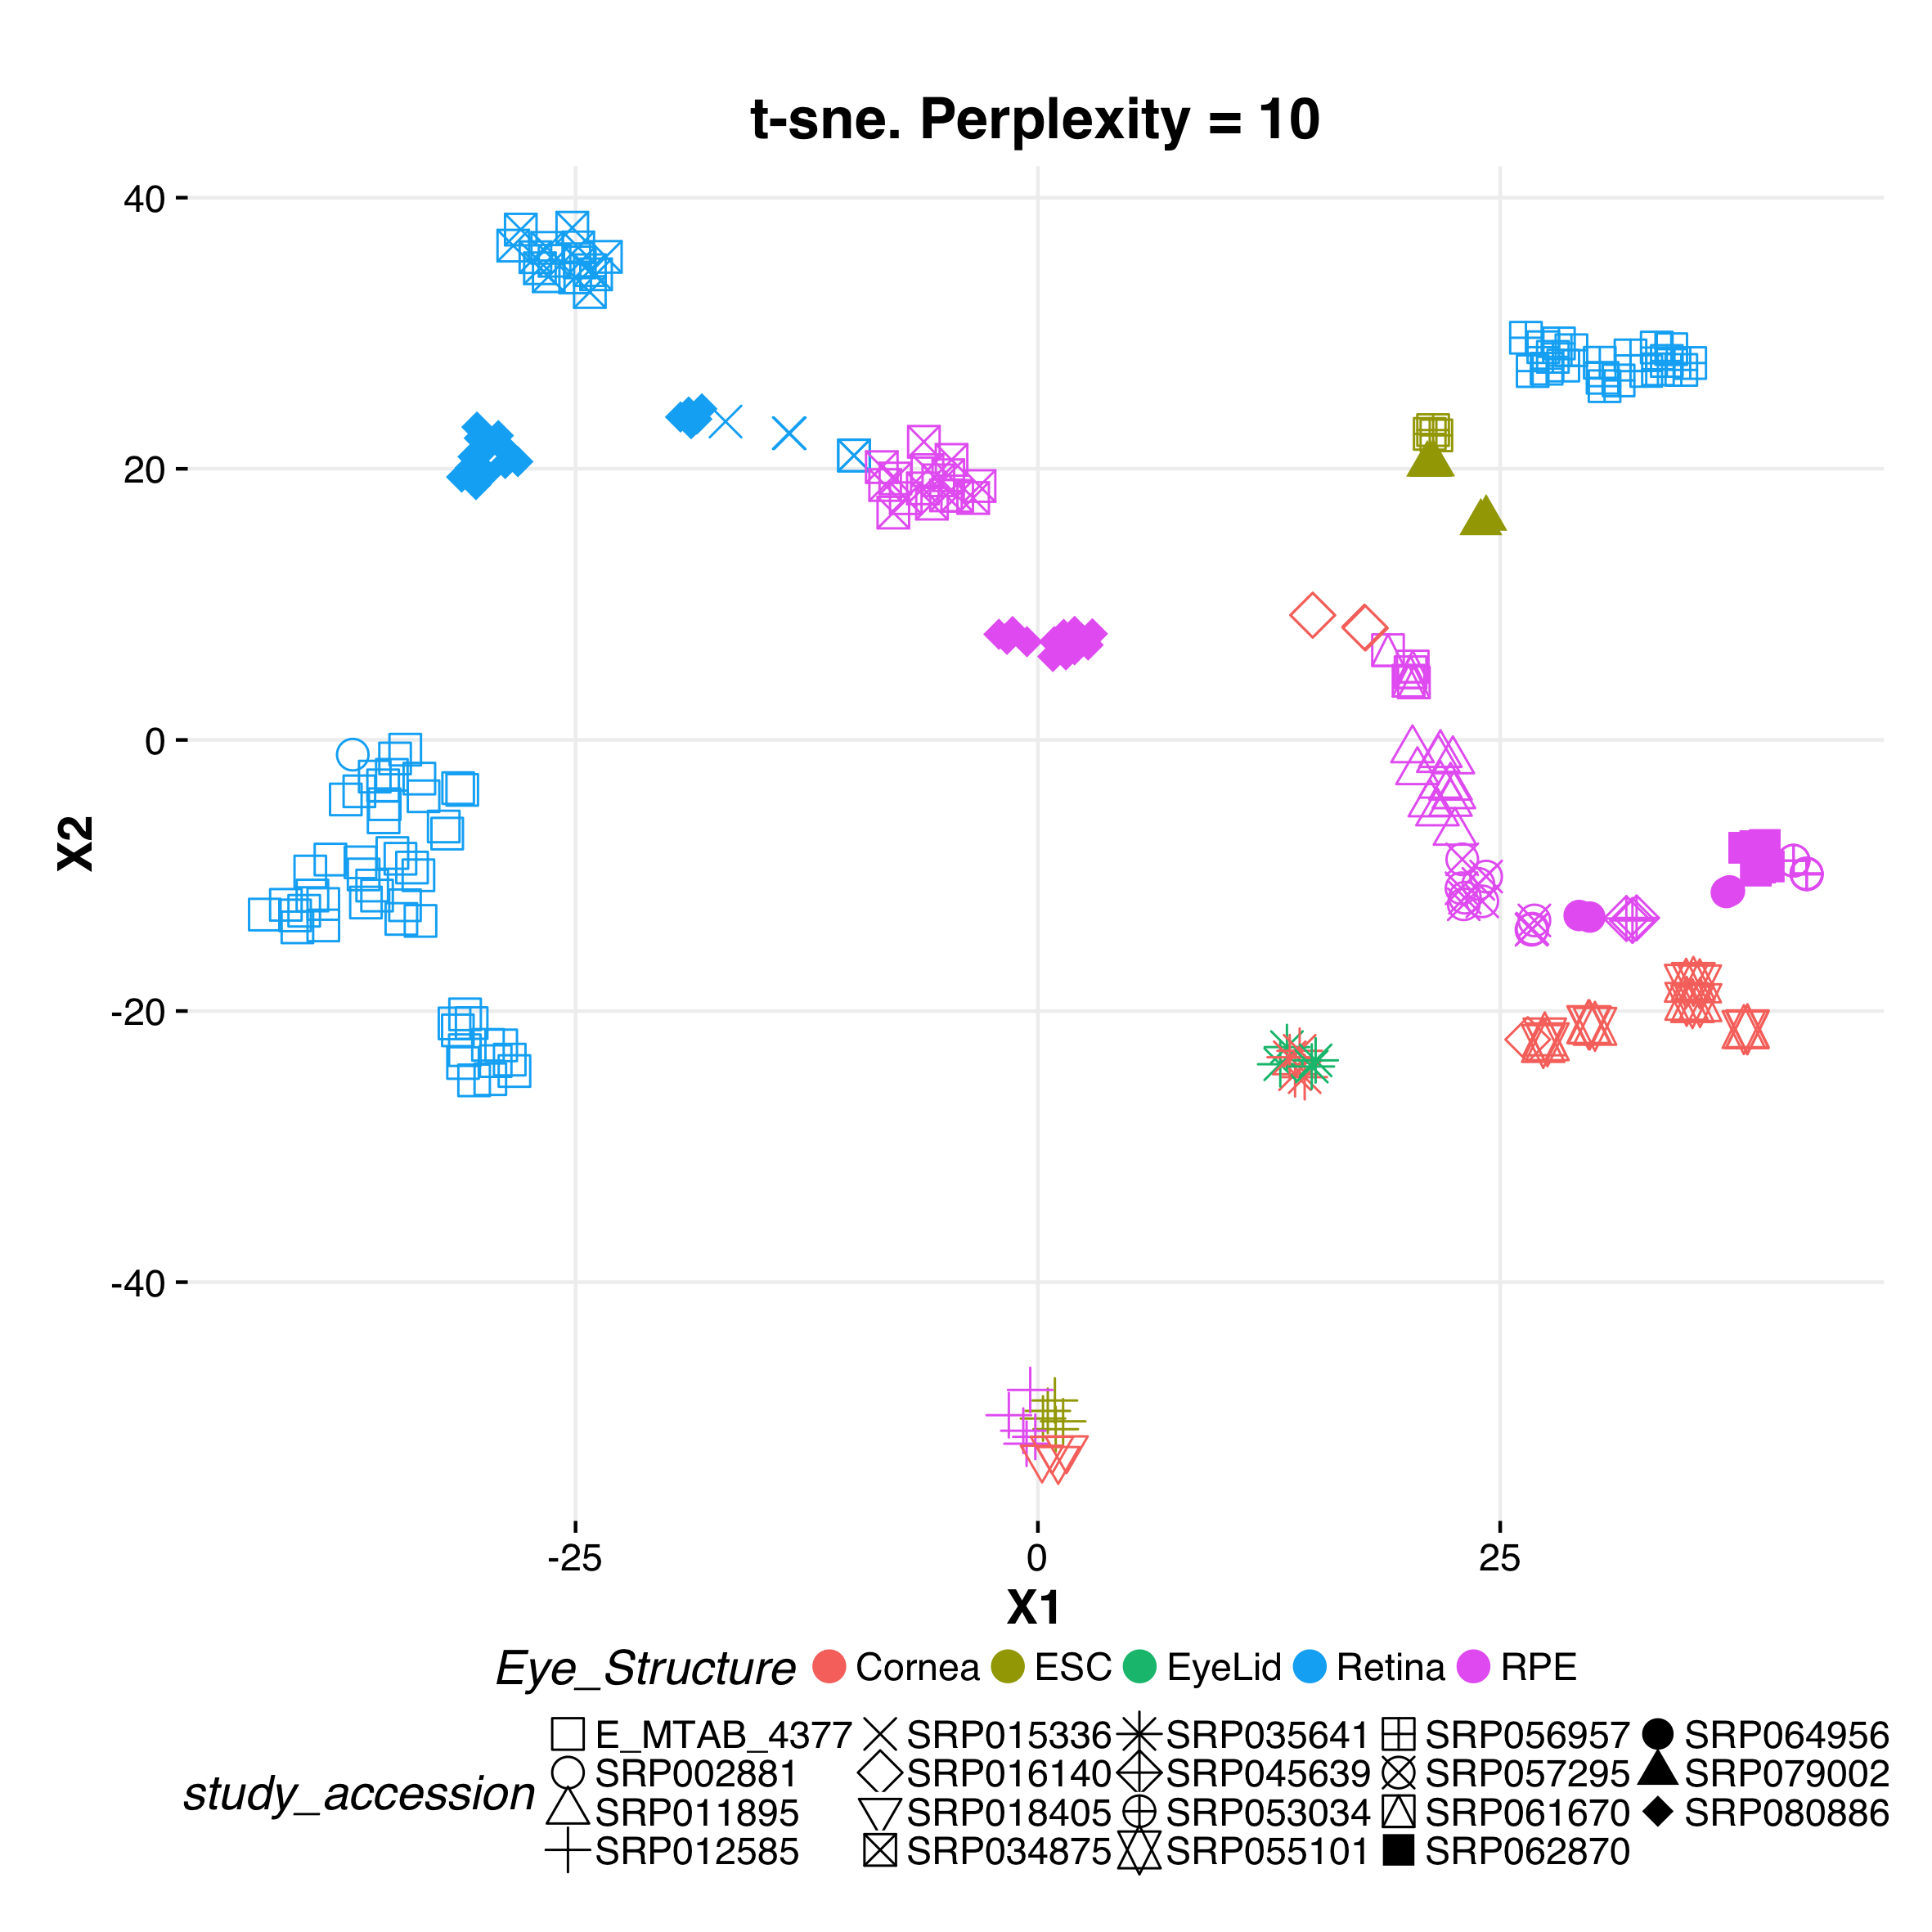 t-sne. Perplexity = 10
40
20
0
-20
-40
X2
-25 0 25
X1
Eye_Structure Cornea ESC EyeLid Retina RPE
study_accession
E_MTAB_4377 SRP015336 SRP035641 SRP056957 SRP064956
SRP002881 SRP016140 SRP045639 SRP057295 SRP079002
SRP011895 SRP018405 SRP053034 SRP061670 SRP080886
SRP012585 SRP034875 SRP055101 SRP062870